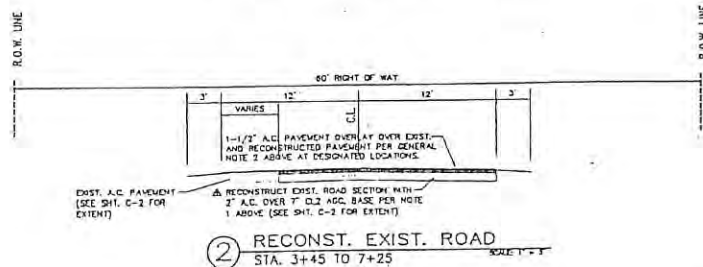 R.O.W. LINE
R.O.W. LINE
60' RIGHT OF WAY
3'
12'
12'
3'
VARIES
C.L.
1-1/2" A.C. PAVEMENT OVERLAY OVER EXIST.
AND RECONSTRUCTED PAVEMENT PER GENERAL
NOTE 2 ABOVE AT DESIGNATED LOCATIONS.
EXIST. A.C. PAVEMENT
(SEE SHT. C-2 FOR
EXTENT)
RECONSTRUCT EXIST. ROAD SECTION WITH
2" A.C. OVER 7" CL2 AGG. BASE PER NOTE
1 ABOVE (SEE SHT. C-2 FOR EXTENT)
2 RECONST. EXIST. ROAD
STA. 3+45 TO 7+25
SCALE: 1" =